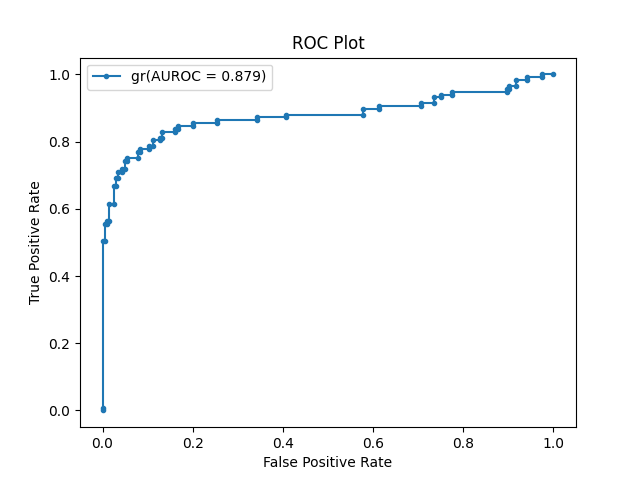 ROC Plot
gr(AUROC = 0.879)
1.0
0.8
0.6
0.4
0.2
0.0
True Positive Rate
0.0 0.2 0.4 0.6 0.8 1.0
False Positive Rate